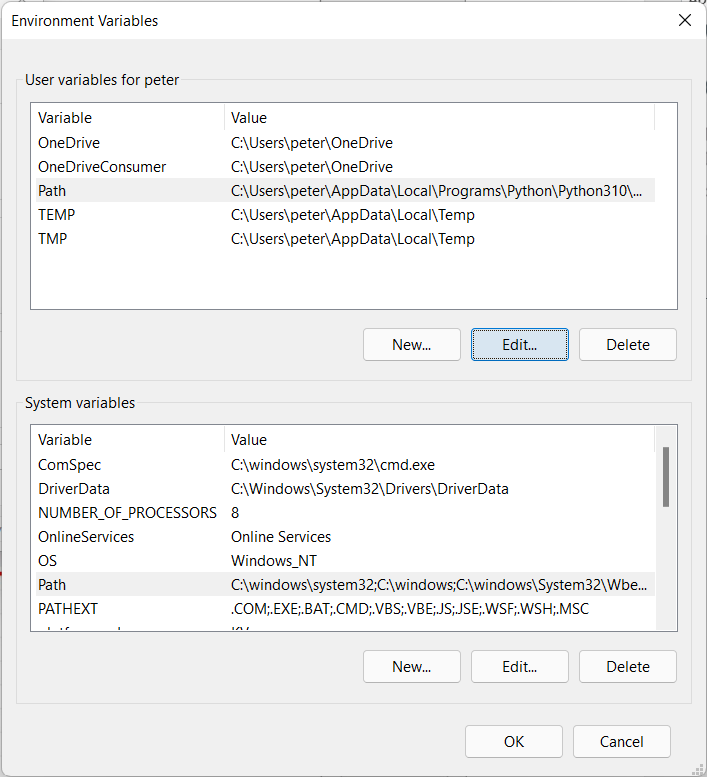 Environment Variables
User variables for peter
Variable Value
OneDrive C:\Users\peter\OneDrive
OneDriveConsumer C:\Users\peter\OneDrive
Path C:\Users\peter\AppData\Local\Programs\Python\Python310\...
TEMP C:\Users\peter\AppData\Local\Temp
TMP C:\Users\peter\AppData\Local\Temp
New... Edit... Delete
System variables
Variable Value
ComSpec C:\windows\system32\cmd.exe
DriverData C:\Windows\System32\Drivers\DriverData
NUMBER_OF_PROCESSORS 8
OnlineServices Online Services
OS Windows_NT
Path C:\windows\system32;C:\windows;C:\windows\System32\Wbe...
PATHEXT .COM;.EXE;.BAT;.CMD;.VBS;.VBE;.JS;.JSE;.WSF;.WSH;.MSC
New... Edit... Delete
OK Cancel